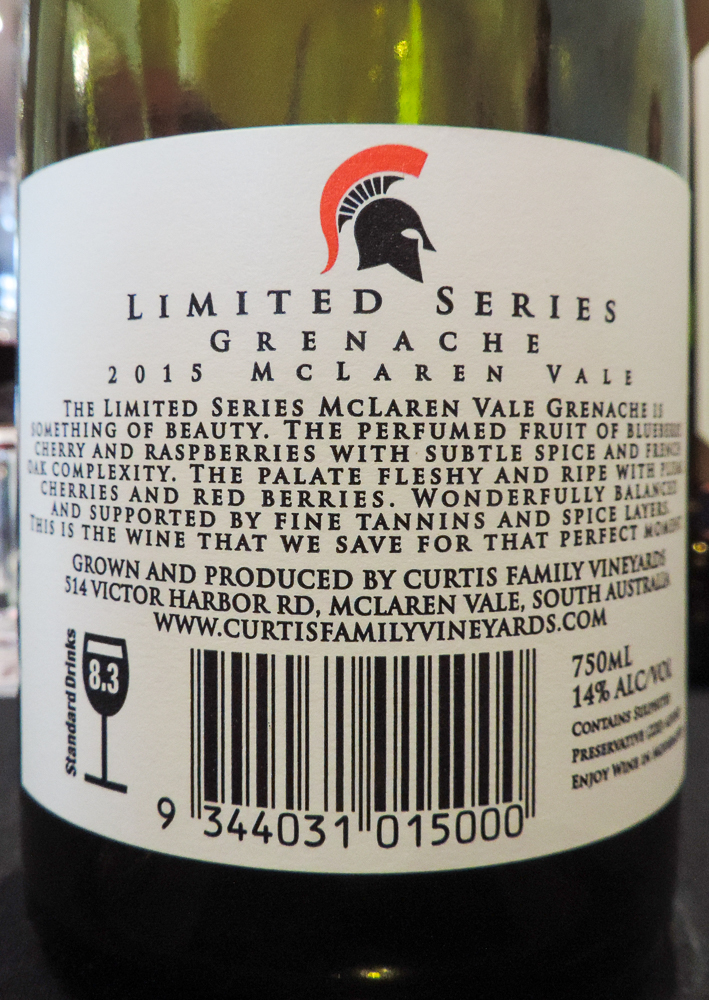 LIMITED SERIES
GRENACHE
2015 MCLAREN VALE
THE LIMITED SERIES MCLAREN VALE GRENACHE IS
SOMETHING OF BEAUTY. THE PERFUMED FRUIT OF BLUEBERRY
CHERRY AND RASPBERRIES WITH SUBTLE SPICE AND FRENCH
OAK COMPLEXITY. THE PALATE FLESHY AND RIPE WITH PLUM
CHERRIES AND RED BERRIES. WONDERFULLY BALANCED
AND SUPPORTED BY FINE TANNINS AND SPICE LAYERS.
THIS IS THE WINE THAT WE SAVE FOR THAT PERFECT MOMENT
GROWN AND PRODUCED BY CURTIS FAMILY VINEYARDS
514 VICTOR HARBOR RD, MCLAREN VALE, SOUTH AUSTRALIA
WWW.CURTISFAMILYVINEYARDS.COM
Standard Drinks
8.3
750ML
14% ALC/VOL
CONTAINS SULPHITES
PRESERVATIVE
ENJOY WINE IN
9 344031 015000